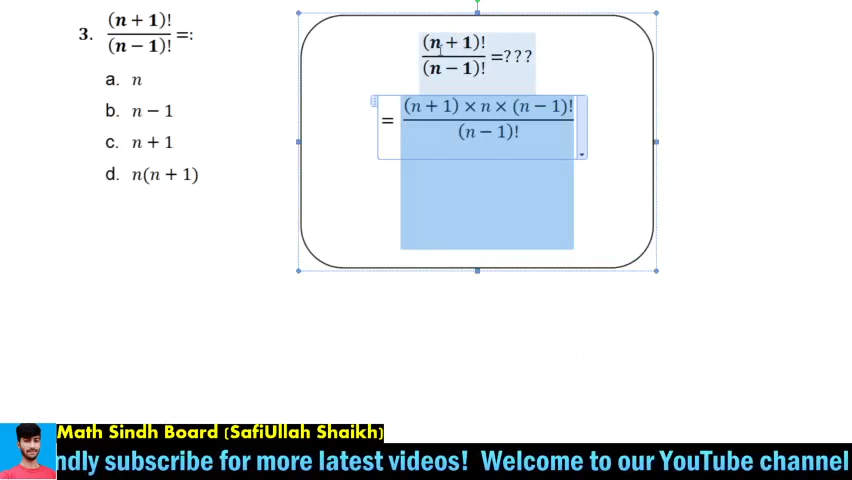 3. (𝒏 + 𝟏)! / (𝒏 − 𝟏)! =:
a. n
b. n − 1
c. n + 1
d. n(n + 1)
(𝒏 + 𝟏)! / (𝒏 − 𝟏)! =???
= (n + 1) × n × (n − 1)! / (n − 1)!
Math Sindh Board (SafiUllah Shaikh)
ndly subscribe for more latest videos! Welcome to our YouTube channel